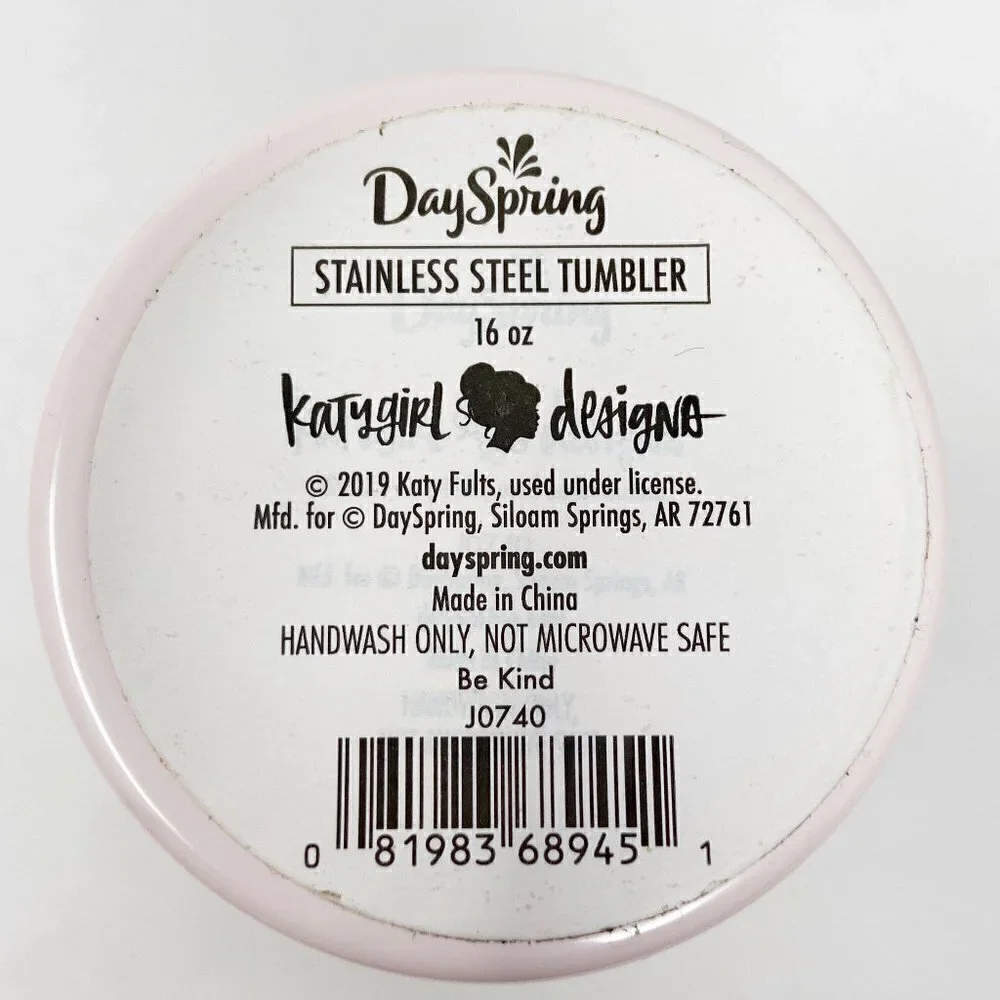 DaySpring
STAINLESS STEEL TUMBLER
16 oz
katygirl designs
© 2019 Katy Fults, used under license.
Mfd. for © DaySpring, Siloam Springs, AR 72761
dayspring.com
Made in China
HANDWASH ONLY, NOT MICROWAVE SAFE
Be Kind
J0740
0 81983 68945 1